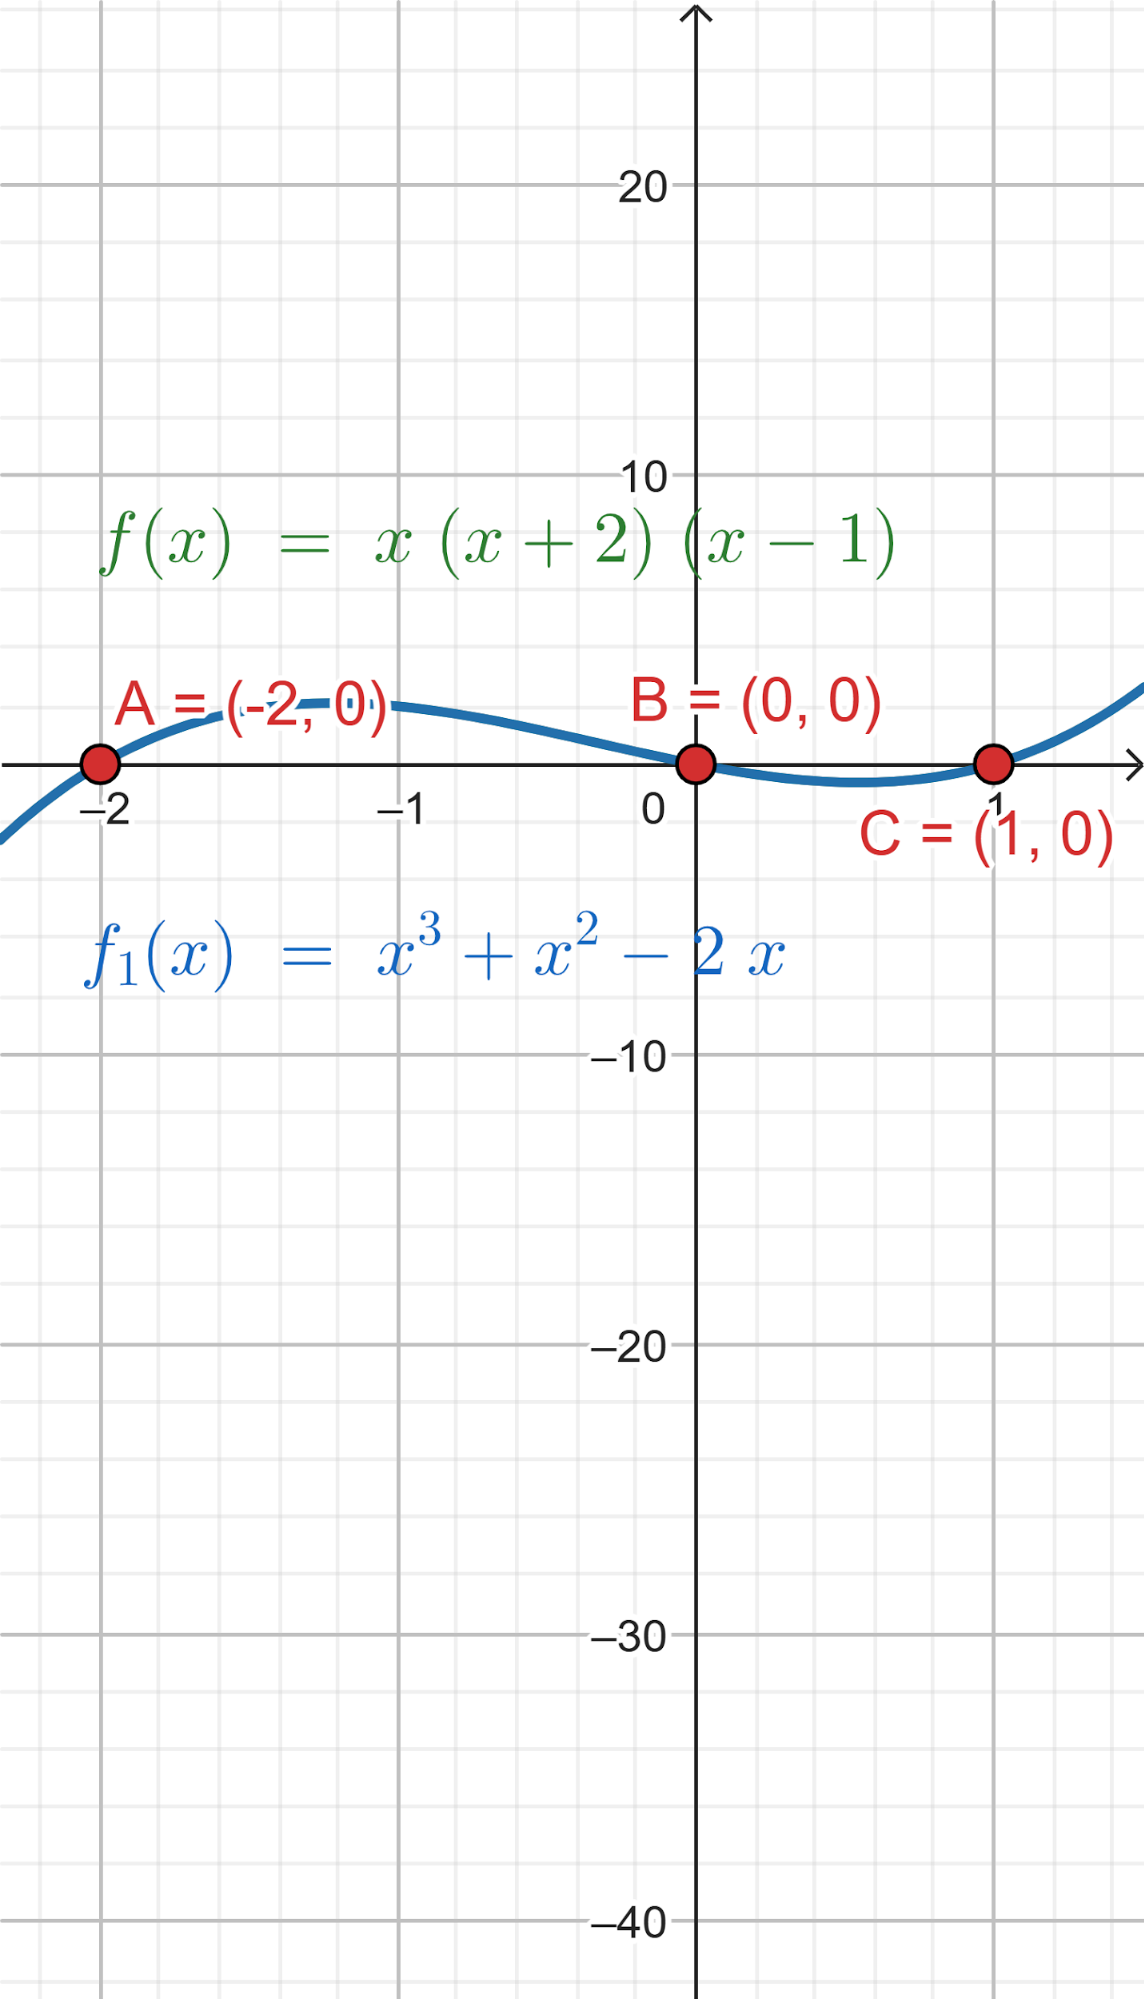 20
10
f(x) = x (x + 2) (x − 1)
A = (-2, 0)
B = (0, 0)
–2
–1
0
1
C = (1, 0)
f₁(x) = x³ + x² − 2 x
–10
–20
–30
–40